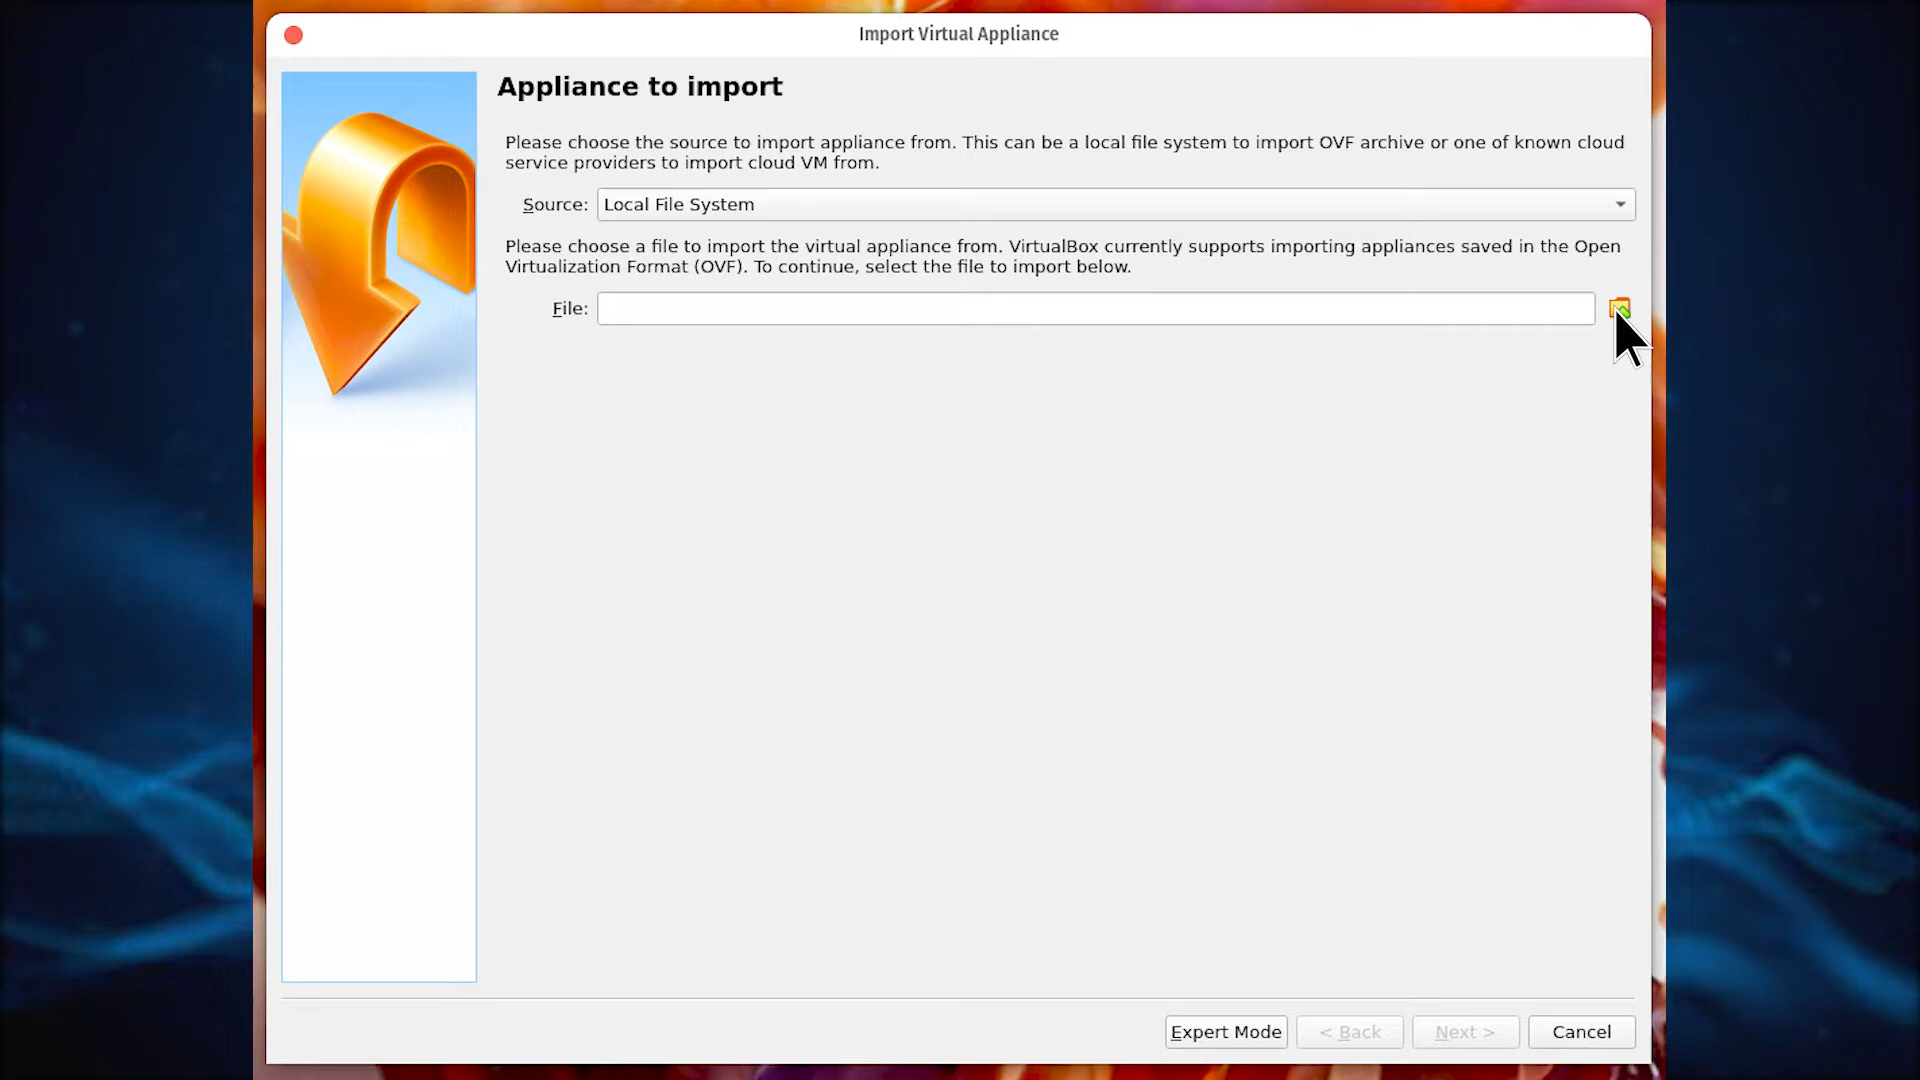 Import Virtual Appliance
Appliance to import
Please choose the source to import appliance from. This can be a local file system to import OVF archive or one of known cloud
service providers to import cloud VM from.
Source: Local File System
Please choose a file to import the virtual appliance from. VirtualBox currently supports importing appliances saved in the Open
Virtualization Format (OVF). To continue, select the file to import below.
File:
Expert Mode < Back Next > Cancel